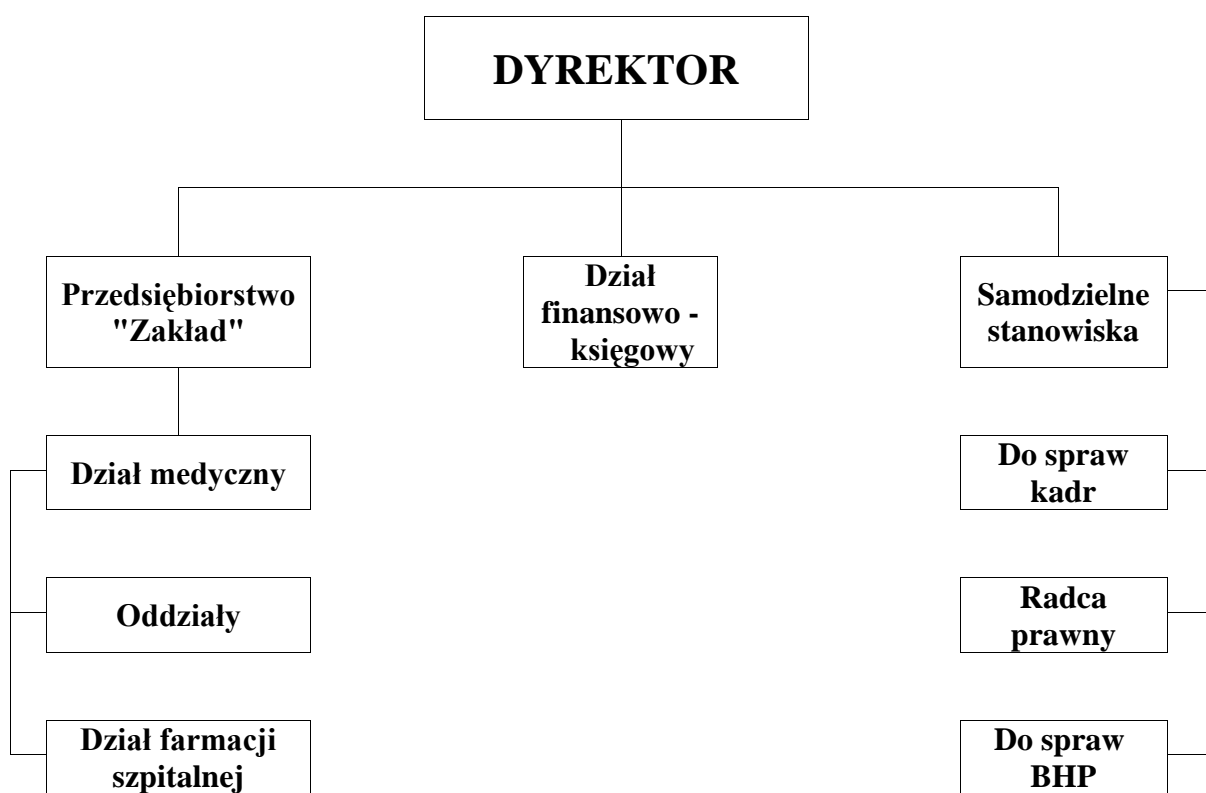 DYREKTOR
Przedsiębiorstwo
"Zakład"
Dział
finansowo -
księgowy
Samodzielne
stanowiska
Dział medyczny
Do spraw
kadr
Oddziały
Radca
prawny
Dział farmacji
szpitalnej
Do spraw
BHP